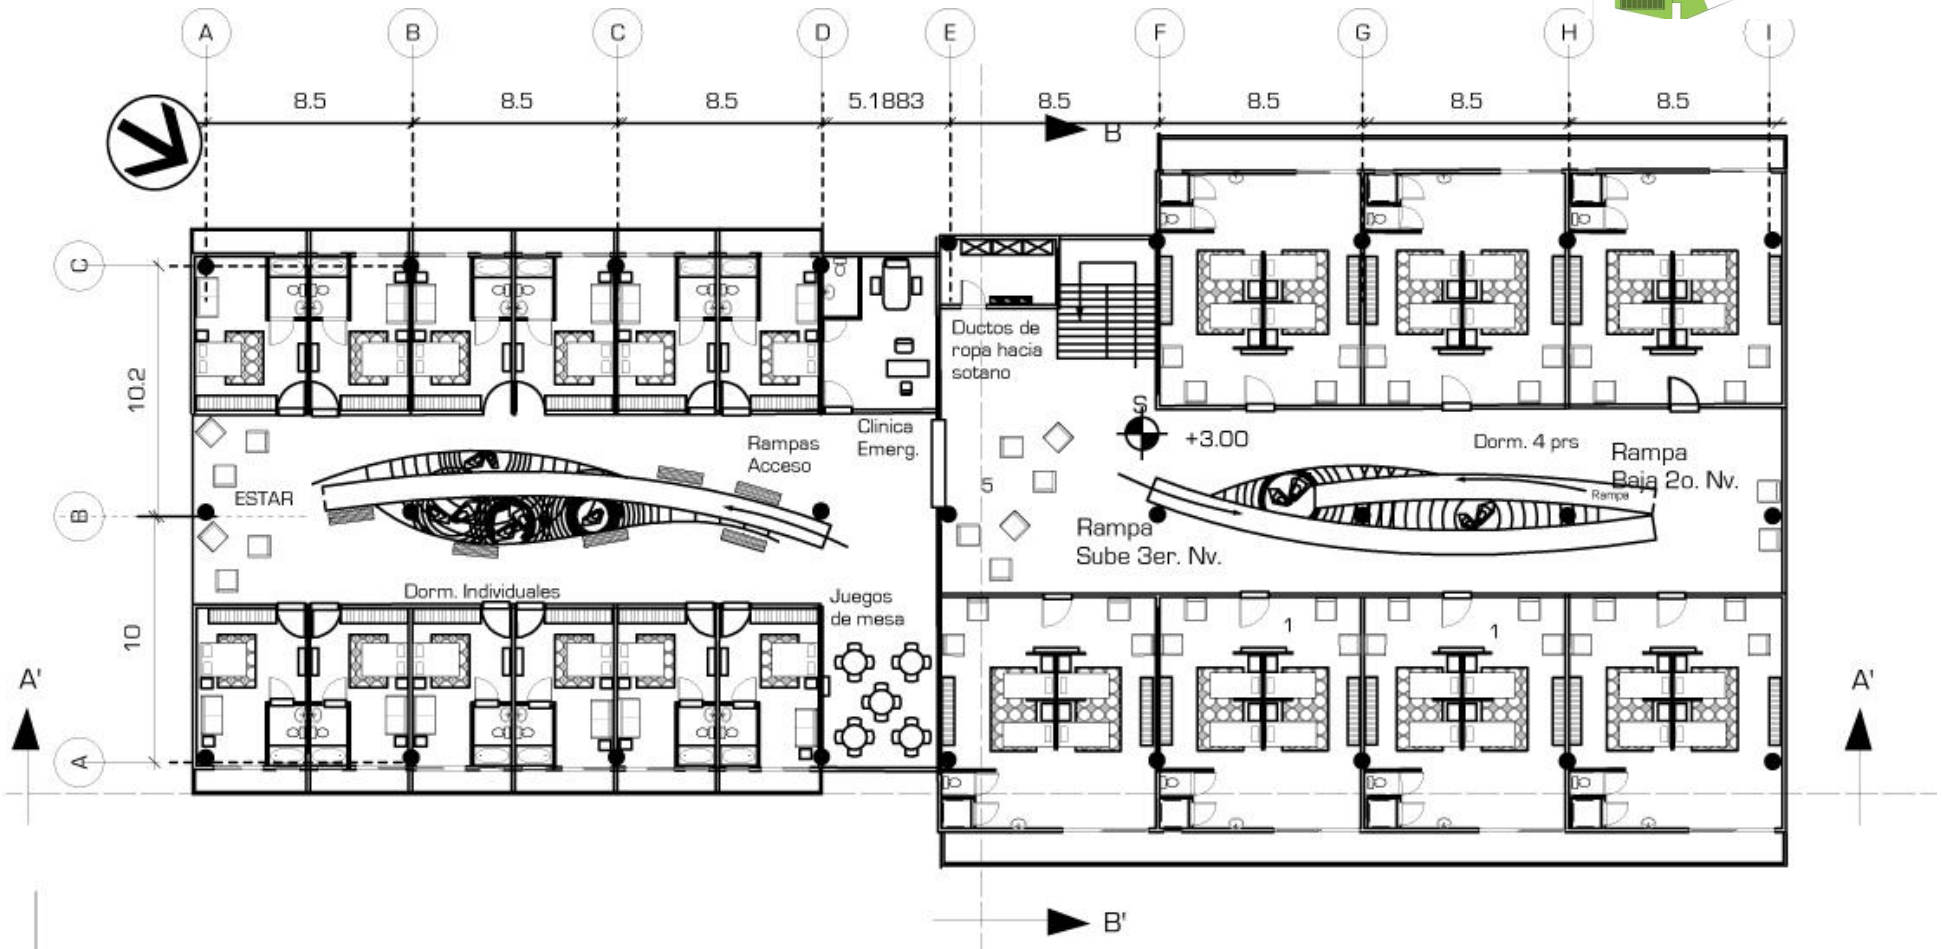 A
B
C
D
E
F
G
H
I
8.5
8.5
8.5
5.1883
8.5
8.5
8.5
8.5
B
C
10.2
B
10
A
Ductos de
ropa hacia
sotano
Clinica
Emerg.
Rampas
Acceso
ESTAR
S
+3.00
5
Dorm. 4 prs
Rampa
Baja 2o. Nv.
Rampa
Rampa
Sube 3er. Nv.
Dorm. Individuales
Juegos
de mesa
1
1
A'
A'
B'